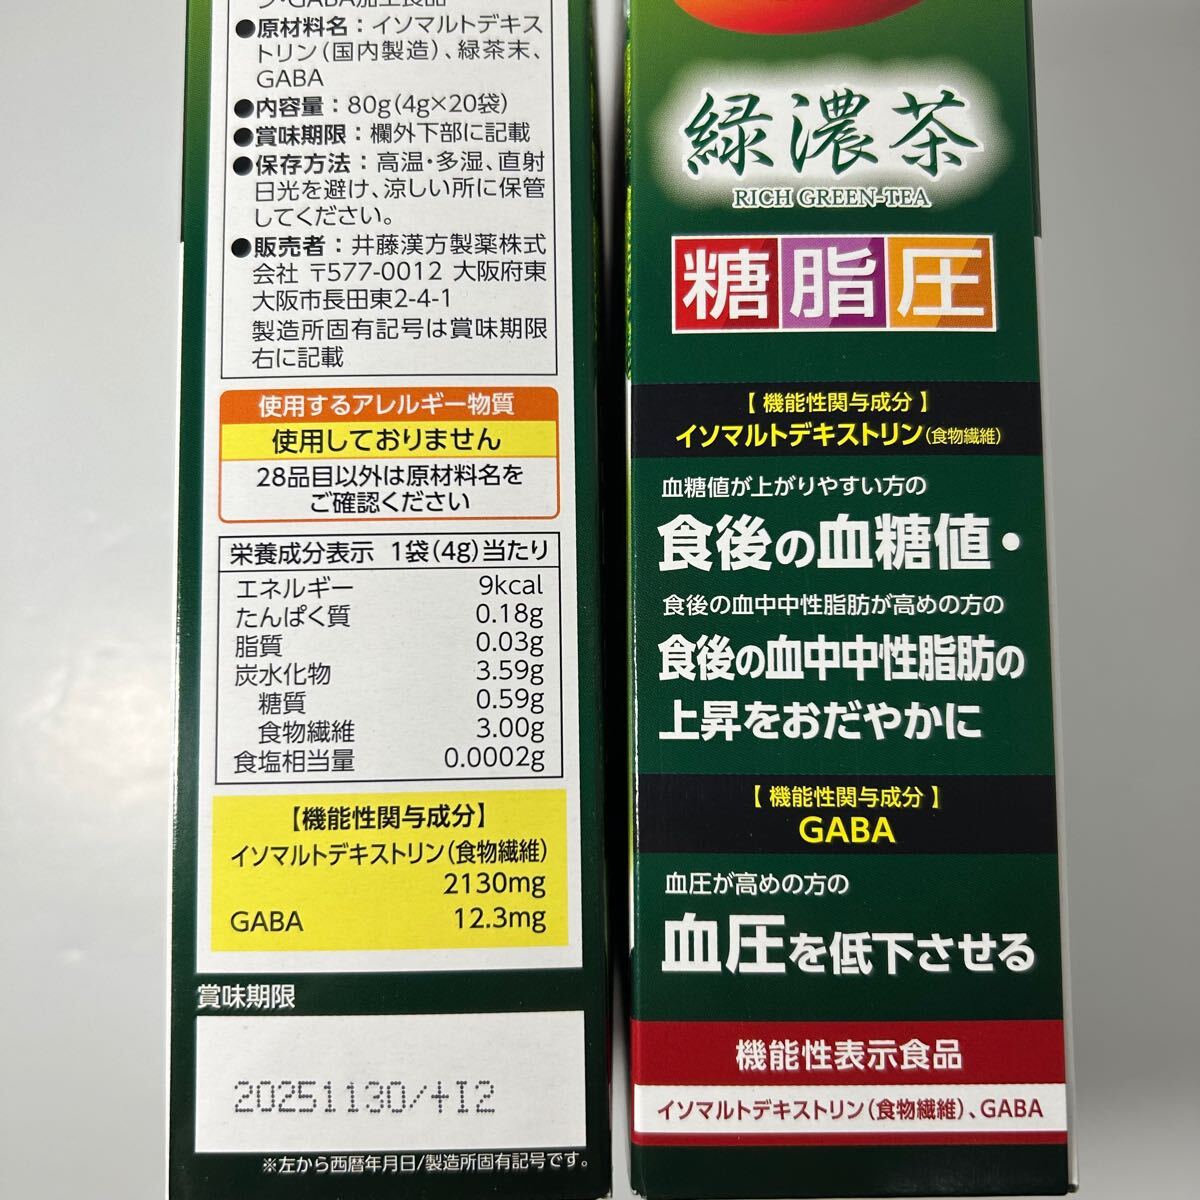 ン・GABA加工食品
●原材料名：イソマルトデキス
トリン（国内製造）、緑茶末、
GABA
●内容量：80g（4g×20袋）
●賞味期限：欄外下部に記載
●保存方法：高温・多湿、直射
日光を避け、涼しい所に保管
してください。
●販売者：井藤漢方製薬株式
会社 〒577-0012 大阪府東
大阪市長田東2-4-1
製造所固有記号は賞味期限
右に記載
使用するアレルギー物質
使用しておりません
28品目以外は原材料名を
ご確認ください
栄養成分表示 1袋（4g）当たり
エネルギー 9kcal
たんぱく質 0.18g
脂質 0.03g
炭水化物 3.59g
糖質 0.59g
食物繊維 3.00g
食塩相当量 0.0002g
【機能性関与成分】
イソマルトデキストリン（食物繊維）
2130mg
GABA 12.3mg
賞味期限
20251130/+I2
※左から西暦年月日/製造所固有記号です。
緑濃茶
RICH GREEN-TEA
糖脂圧
【機能性関与成分】
イソマルトデキストリン（食物繊維）
血糖値が上がりやすい方の
食後の血糖値・
食後の血中中性脂肪が高めの方の
食後の血中中性脂肪の
上昇をおだやかに
【機能性関与成分】
GABA
血圧が高めの方の
血圧を低下させる
機能性表示食品
イソマルトデキストリン（食物繊維）、GABA